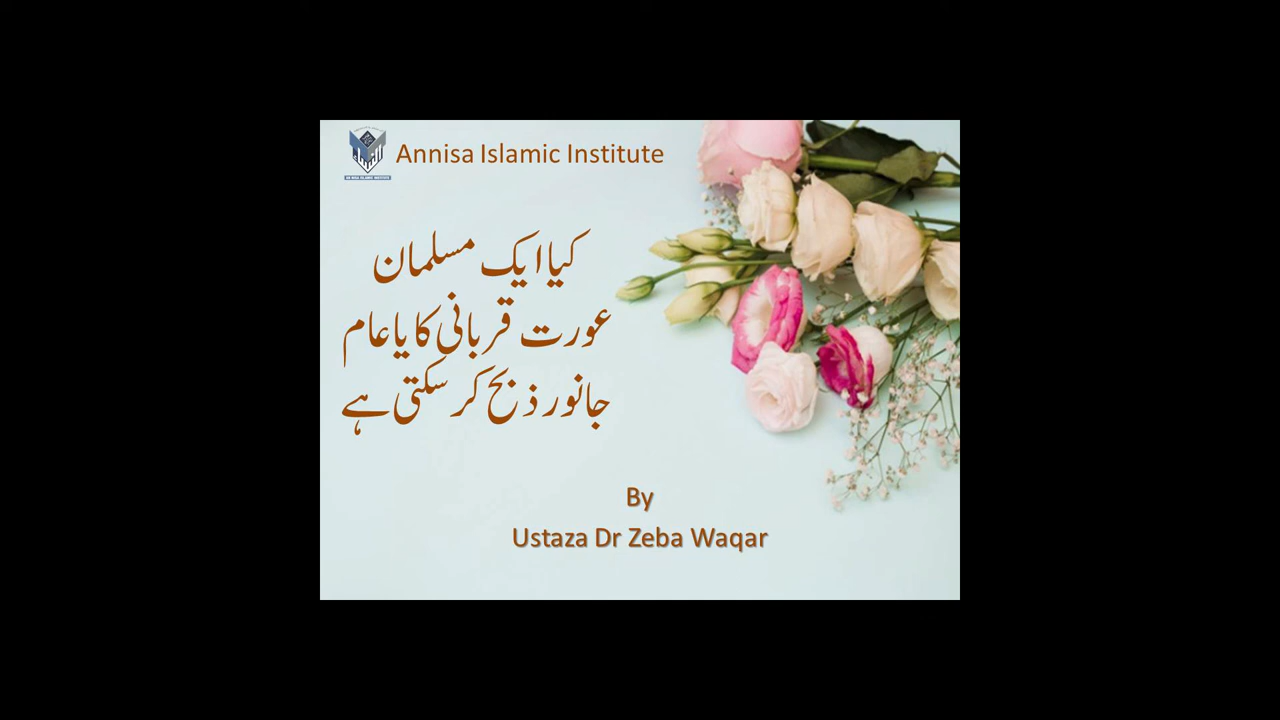 Annisa Islamic Institute
کیا ایک مسلمان
عورت قربانی کا یا عام
جانور ذبح کر سکتی ہے
By
Ustaza Dr Zeba Waqar